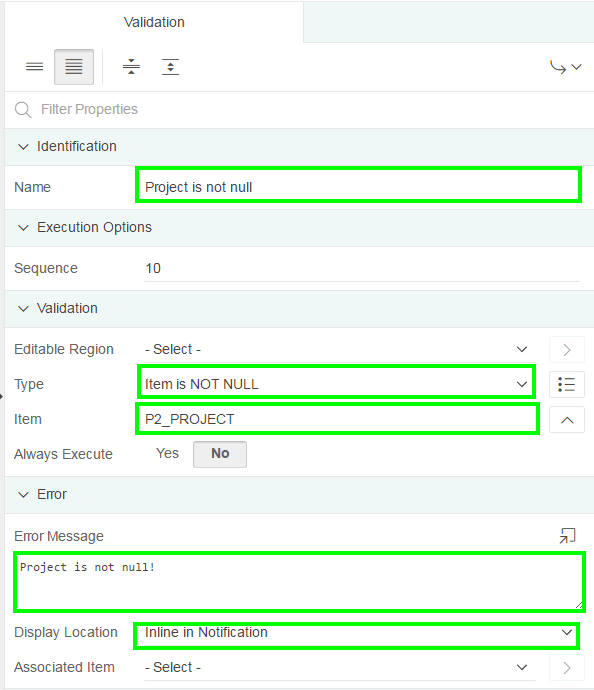 Validation
Filter Properties
Identification
Name Project is not null
Execution Options
Sequence 10
Validation
Editable Region - Select -
Type Item is NOT NULL
Item P2_PROJECT
Always Execute Yes No
Error
Error Message
Project is not null!
Display Location Inline in Notification
Associated Item - Select -